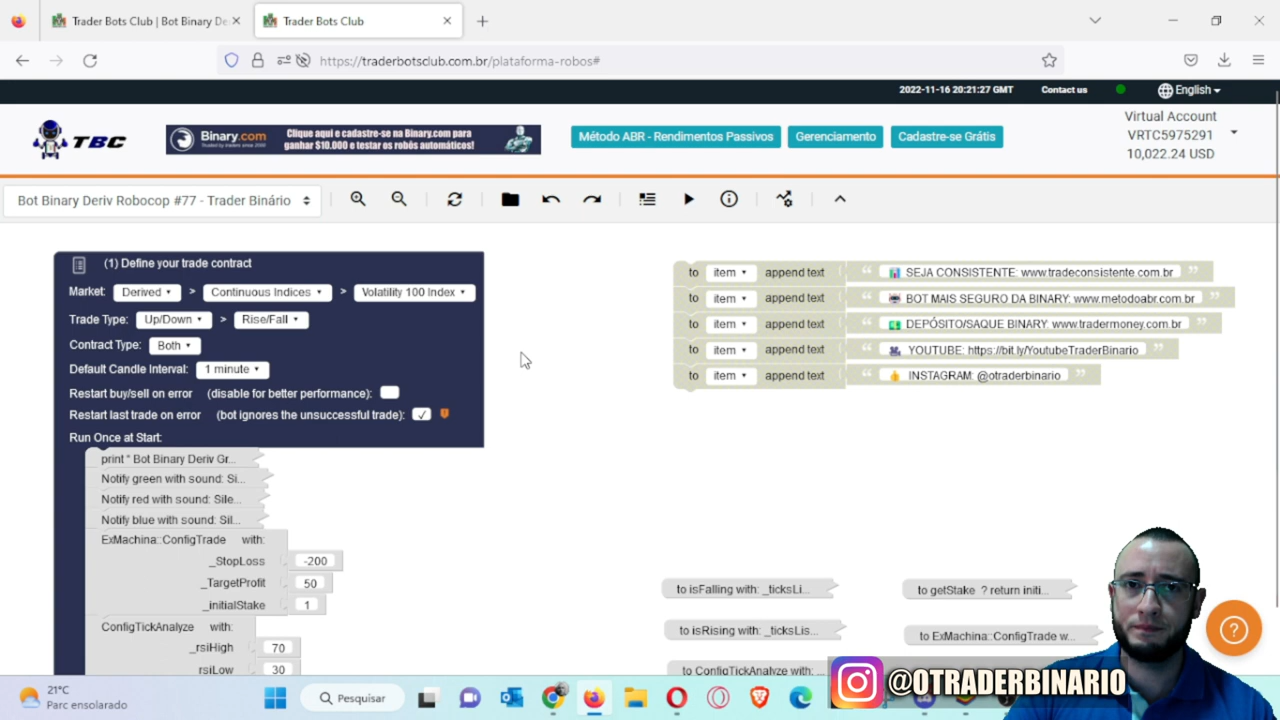 Trader Bots Club | Bot Binary De
Trader Bots Club
https://traderbotsclub.com.br/plataforma-robos#
2022-11-16 20:21:27 GMT
Contact us
English
TBC
Binary.com
Clique aqui e cadastre-se na Binary.com para
ganhar $10.000 e testar os robôs automáticos!
Método ABR - Rendimentos Passivos
Gerenciamento
Cadastre-se Grátis
Virtual Account
VRTC5975291
10,022.24 USD
Bot Binary Deriv Robocop #77 - Trader Binário
(1) Define your trade contract
Market: Derived > Continuous Indices > Volatility 100 Index
Trade Type: Up/Down > Rise/Fall
Contract Type: Both
Default Candle Interval: 1 minute
Restart buy/sell on error (disable for better performance):
Restart last trade on error (bot ignores the unsuccessful trade):
Run Once at Start:
print " Bot Binary Deriv Gr...
Notify green with sound: Si...
Notify red with sound: Sile...
Notify blue with sound: Sil...
ExMachina::ConfigTrade with:
_StopLoss -200
_TargetProfit 50
_initialStake 1
ConfigTickAnalyze with:
_rsiHigh 70
rsiLow 30
to item append text “ SEJA CONSISTENTE: www.tradeconsistente.com.br ”
to item append text “ BOT MAIS SEGURO DA BINARY: www.metodoabr.com.br ”
to item append text “ DEPÓSITO/SAQUE BINARY: www.tradermoney.com.br ”
to item append text “ YOUTUBE: https://bit.ly/YoutubeTraderBinario ”
to item append text “ INSTAGRAM: @otraderbinario ”
to isFalling with: _ticksLi...
to getStake ? return initi...
to isRising with: _ticksLis...
to ExMachina::ConfigTrade w...
to ConfigTickAnalyze with: ...
@OTRADERBINARIO
21°C
Parc ensolarado
Pesquisar